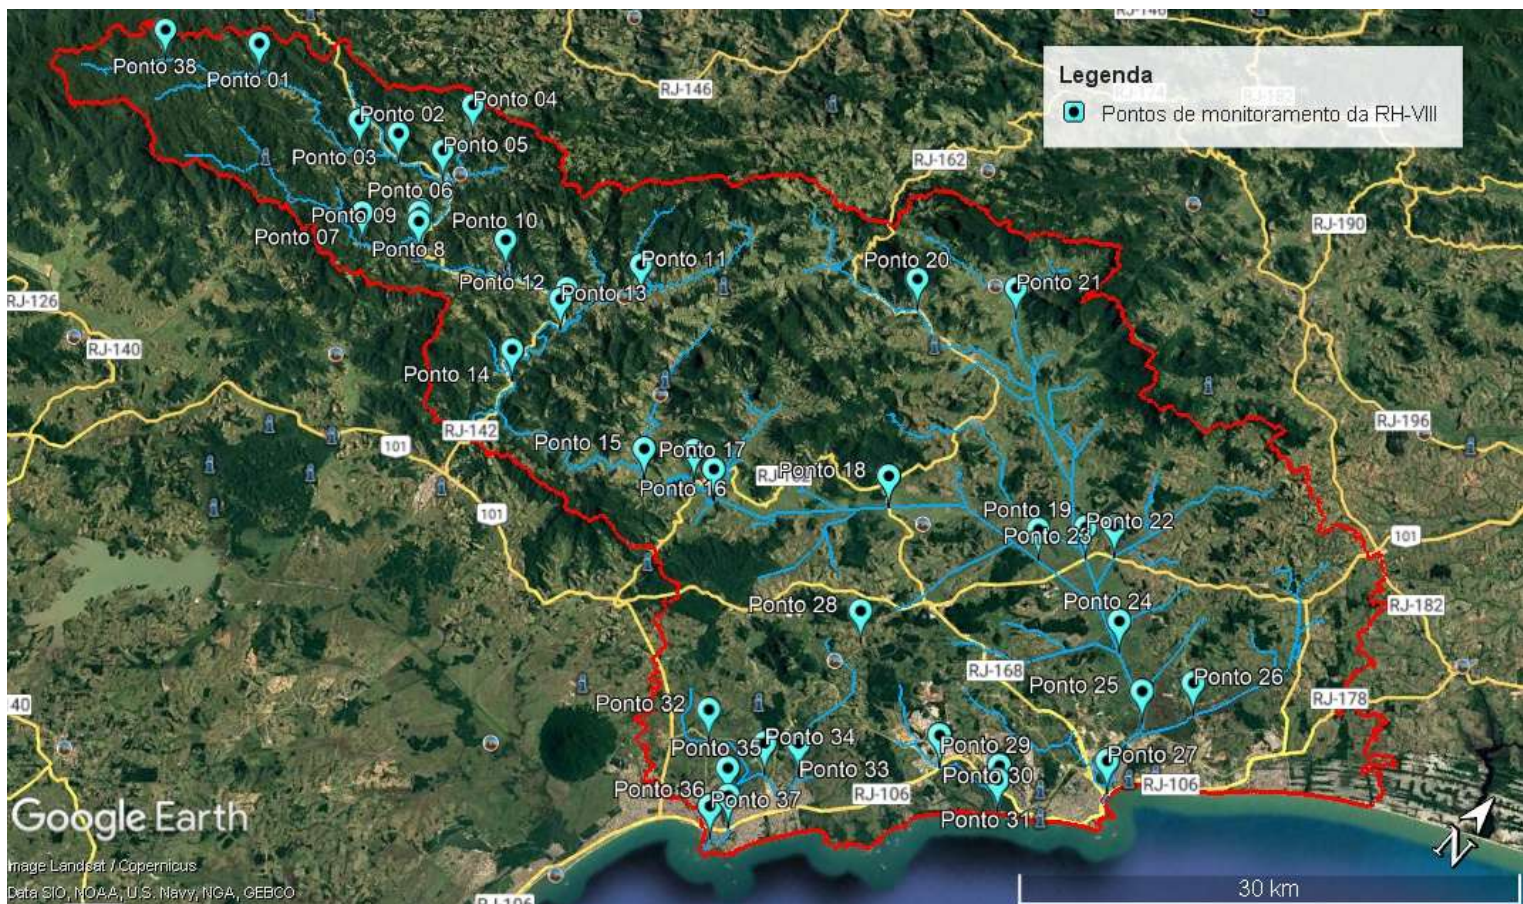 RJ-146
Ponto 38
Ponto 01
Legenda
Pontos de monitoramento da RH-VIII
RJ-146
Ponto 04
Ponto 02
Ponto 03
Ponto 05
RJ-162
Ponto 06
Ponto 09
Ponto 10
Ponto 07
Ponto 8
RJ-190
Ponto 11
Ponto 20
Ponto 12
Ponto 13
Ponto 21
RJ-126
RJ-140
Ponto 14
RJ-142
RJ-196
101
Ponto 15
Ponto 17
Ponto 18
Ponto 16
101
Ponto 19
Ponto 22
Ponto 23
101
Ponto 28
Ponto 24
RJ-182
RJ-168
Ponto 25
Ponto 26
RJ-178
40
Ponto 32
Ponto 35
Ponto 34
Ponto 29
Ponto 27
Ponto 33
Ponto 30
RJ-106
RJ-106
Ponto 36
Ponto 37
Ponto 31
Google Earth
N
Image Landsat / Copernicus
Data SIO, NOAA, U.S. Navy, NGA, GEBCO
30 km
RJ-106